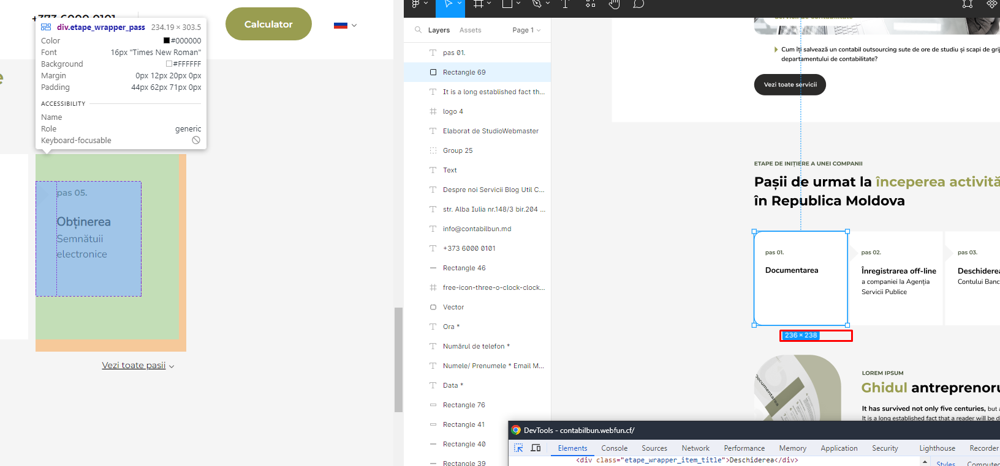 +373 6000 0101
Calculator
div.etape_wrapper_pass 234.19 × 303.5
Color #000000
Font 16px "Times New Roman"
Background #FFFFFF
Margin 0px 12px 20px 0px
Padding 44px 62px 71px 0px
ACCESSIBILITY
Name
Role generic
Keyboard-focusable
e
pas 05.
Obținerea
Semnătuii
electronice
Vezi toate pasii
Layers Assets Page 1
pas 01.
Rectangle 69
It is a long established fact th...
logo 4
Elaborat de StudioWebmaster
Group 25
Text
Despre noi Servicii Blog Util C...
str. Alba Iulia nr.148/3 bir.204 ...
info@contabilbun.md
+373 6000 0101
Rectangle 46
free-icon-three-o-clock-clock...
Vector
Ora *
Numărul de telefon *
Numele/ Prenumele * Email M...
Data *
Rectangle 76
Rectangle 41
Rectangle 40
Rectangle 39
Servicii de contabilitate
Cum îți salvează un contabil outsourcing sute de ore de studiu și scapi de grij
departamentului de contabilitate?
Vezi toate servicii
ETAPE DE INIȚIERE A UNEI COMPANII
Pașii de urmat la începerea activită
în Republica Moldova
pas 01.
Documentarea
pas 02.
Înregistrarea off-line
a companiei la Agenția
Servicii Publice
pas 03.
Deschiderea
Contului Banc
236 × 238
Documentarea
LOREM IPSUM
Ghidul antreprenoru
It has survived not only five centuries, but a
It is a long established fact that a reader will be d
DevTools - contabilbun.webfun.cf/
Elements Console Sources Network Performance Memory Application Security Lighthouse Recorder
<div class="etape_wrapper_item_title">Deschiderea</div>
Styles Computed